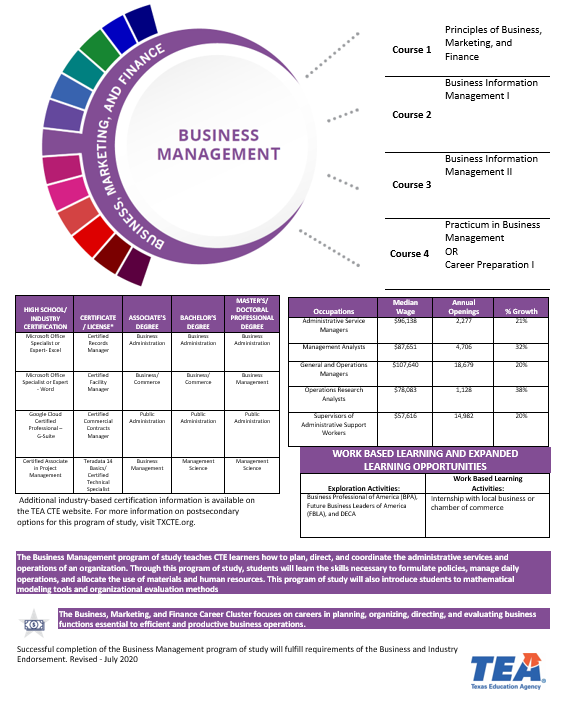 BUSINESS, MARKETING, AND FINANCE
BUSINESS
MANAGEMENT
Course 1
Principles of Business,
Marketing, and
Finance
Course 2
Business Information
Management I
Course 3
Business Information
Management II
Course 4
Practicum in Business
Management
OR
Career Preparation I
HIGH SCHOOL/
INDUSTRY
CERTIFICATION
CERTIFICATE
/ LICENSE*
ASSOCIATE'S
DEGREE
BACHELOR'S
DEGREE
MASTER'S/
DOCTORAL
PROFESSIONAL
DEGREE
Microsoft Office
Specialist or
Expert- Excel
Certified
Records
Manager
Business
Administration
Business
Administration
Business
Administration
Microsoft Office
Specialist or Expert
- Word
Certified
Facility
Manager
Business/
Commerce
Business/
Commerce
Business
Management
Google Cloud
Certified
Professional –
G-Suite
Certified
Commercial
Contracts
Manager
Public
Administration
Public
Administration
Public
Administration
Certified Associate
in Project
Management
Teradata 14
Basics/
Certified
Technical
Specialist
Business
Management
Management
Science
Management
Science
Additional industry-based certification information is available on
the TEA CTE website. For more information on postsecondary
options for this program of study, visit TXCTE.org.
Occupations
Median
Wage
Annual
Openings
% Growth
Administrative Service
Managers
$96,138
2,277
21%
Management Analysts
$87,651
4,706
32%
General and Operations
Managers
$107,640
18,679
20%
Operations Research
Analysts
$78,083
1,128
38%
Supervisors of
Administrative Support
Workers
$57,616
14,982
20%
WORK BASED LEARNING AND EXPANDED
LEARNING OPPORTUNITIES
Exploration Activities:
Work Based Learning
Activities:
Business Professional of America (BPA),
Future Business Leaders of America
(FBLA), and DECA
Internship with local business or
chamber of commerce
The Business Management program of study teaches CTE learners how to plan, direct, and coordinate the administrative services and
operations of an organization. Through this program of study, students will learn the skills necessary to formulate policies, manage daily
operations, and allocate the use of materials and human resources. This program of study will also introduce students to mathematical
modeling tools and organizational evaluation methods
The Business, Marketing, and Finance Career Cluster focuses on careers in planning, organizing, directing, and evaluating business
functions essential to efficient and productive business operations.
Successful completion of the Business Management program of study will fulfill requirements of the Business and Industry
Endorsement. Revised - July 2020
TEA
Texas Education Agency